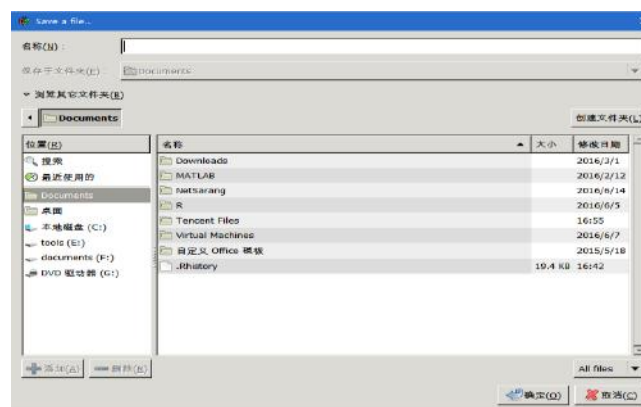 Save a file...
名称(N) :
保存于文件夹(F) : Documents
浏览其它文件夹(B)
Documents 创建文件夹(L)
位置(R) 名称 大小 修改日期
搜索 Downloads 2016/3/1
最近使用的 MATLAB 2016/2/12
Documents NetSarang 2016/6/14
桌面 R 2016/6/5
本地磁盘 (C:) Tencent Files 16:55
tools (E:) Virtual Machines 2016/6/7
documents (F:) 自定义 Office 模板 2015/5/18
DVD 驱动器 (G:) .Rhistory 19.4 KB 16:42
添加(A) 删除(R) All files
确定(O) 取消(C)